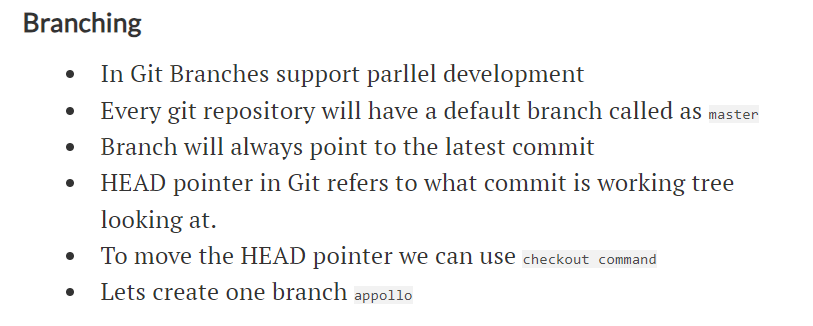 Branching
In Git Branches support parllel development
Every git repository will have a default branch called as master
Branch will always point to the latest commit
HEAD pointer in Git refers to what commit is working tree
looking at.
To move the HEAD pointer we can use checkout command
Lets create one branch appollo